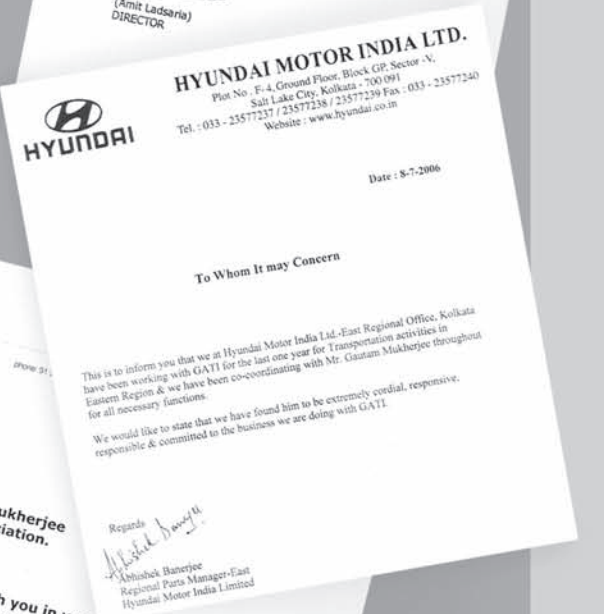 (Amit Ladsaria)
DIRECTOR
HYUNDAI
HYUNDAI MOTOR INDIA LTD.
Plot No . F-4, Ground Floor, Block GP, Sector -V,
Salt Lake City, Kolkata - 700 091
Tel. : 033 - 23577237 / 23577238 / 23577239 Fax : 033 - 23577240
Website : www.hyundai.co.in
Date : 8-7-2006
To Whom It may Concern
This is to inform you that we at Hyundai Motor India Ltd.-East Regional Office, Kolkata
have been working with GATI for the last one year for Transportation activities in
Eastern Region & we have been co-coordinating with Mr. Gautam Mukherjee throughout
for all necessary functions.
We would like to state that we have found him to be extremely cordial, responsive,
responsible & committed to the business we are doing with GATI.
Regards
Abhishek Banerjee
Abhishek Banerjee
Regional Parts Manager-East
Hyundai Motor India Limited
phone 91
ukherjee
iation.
h you in